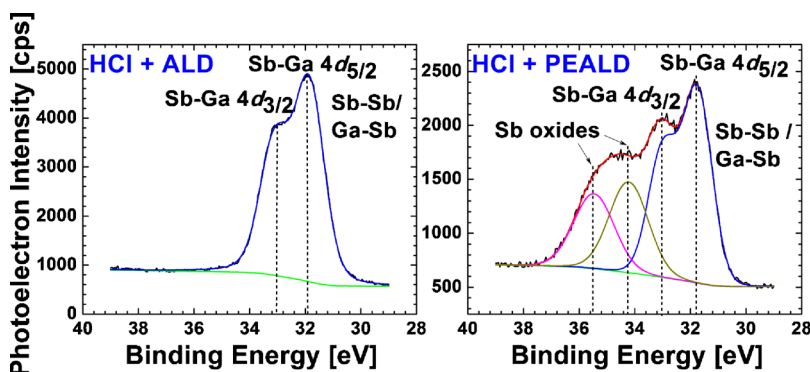 Photoelectron Intensity [cps]
HCl + ALD
Sb-Ga 4d5/2
Sb-Ga 4d3/2
Sb-Sb/
Ga-Sb
5000
4000
3000
2000
1000
0
40 38 36 34 32 30 28
Binding Energy [eV]
HCl + PEALD
Sb-Ga 4d5/2
Sb-Ga 4d3/2
Sb oxides
Sb-Sb /
Ga-Sb
2500
2000
1500
1000
500
40 38 36 34 32 30 28
Binding Energy [eV]